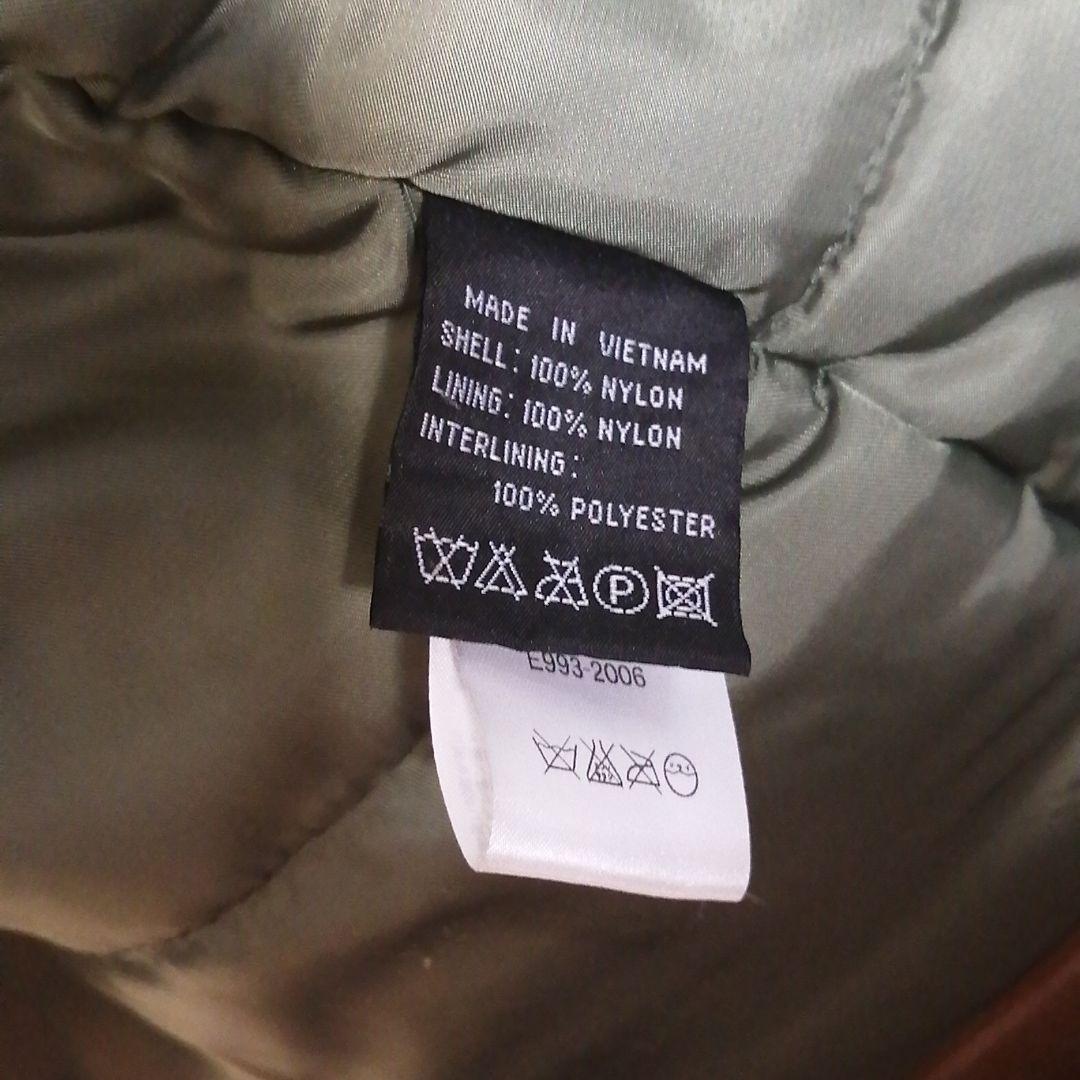 MADE IN VIETNAM
SHELL: 100% NYLON
LINING: 100% NYLON
INTERLINING:
100% POLYESTER
P
E993-2006